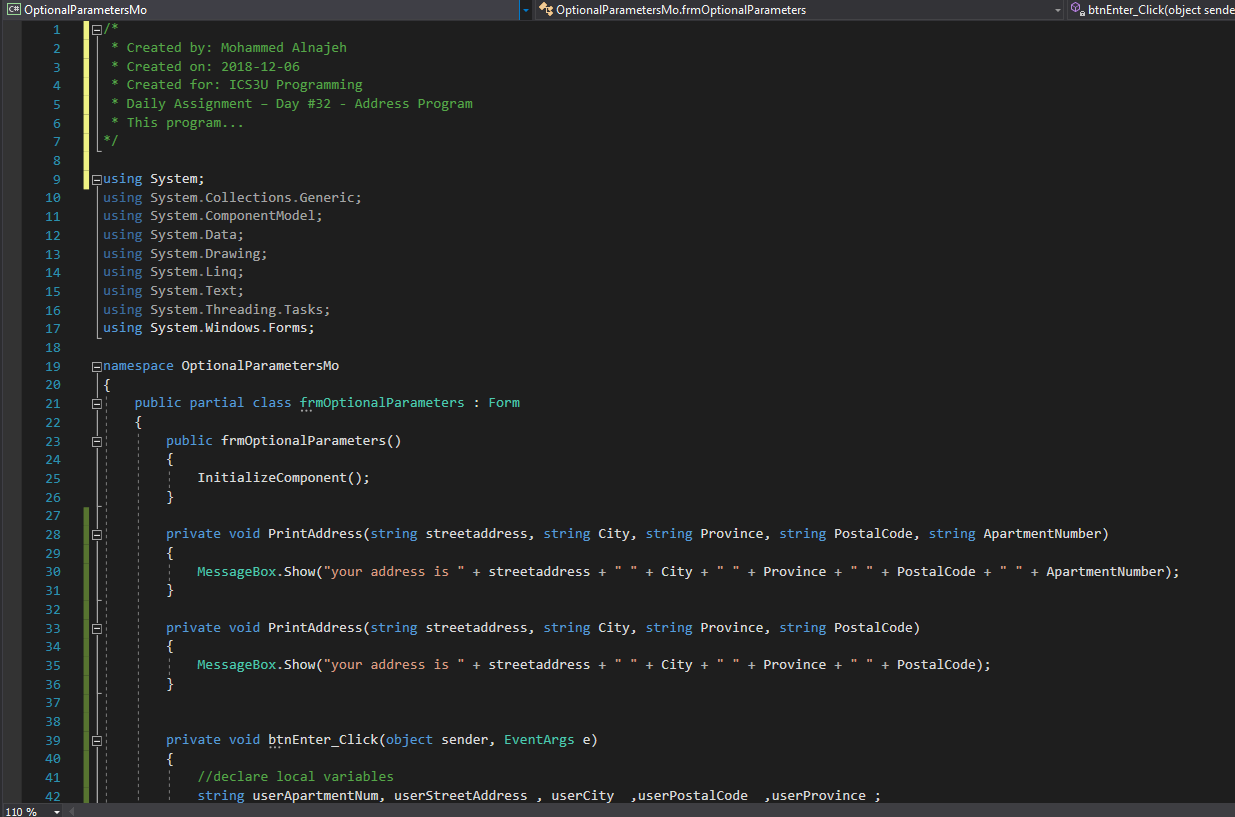 C# OptionalParametersMo
OptionalParametersMo.frmOptionalParameters
btnEnter_Click(object sende
1 /*
2 * Created by: Mohammed Alnajeh
3 * Created on: 2018-12-06
4 * Created for: ICS3U Programming
5 * Daily Assignment – Day #32 - Address Program
6 * This program...
7 */
8
9 using System;
10 using System.Collections.Generic;
11 using System.ComponentModel;
12 using System.Data;
13 using System.Drawing;
14 using System.Linq;
15 using System.Text;
16 using System.Threading.Tasks;
17 using System.Windows.Forms;
18
19 namespace OptionalParametersMo
20 {
21 public partial class frmOptionalParameters : Form
22 {
23 public frmOptionalParameters()
24 {
25 InitializeComponent();
26 }
27
28 private void PrintAddress(string streetaddress, string City, string Province, string PostalCode, string ApartmentNumber)
29 {
30 MessageBox.Show("your address is " + streetaddress + " " + City + " " + Province + " " + PostalCode + " " + ApartmentNumber);
31 }
32
33 private void PrintAddress(string streetaddress, string City, string Province, string PostalCode)
34 {
35 MessageBox.Show("your address is " + streetaddress + " " + City + " " + Province + " " + PostalCode);
36 }
37
38
39 private void btnEnter_Click(object sender, EventArgs e)
40 {
41 //declare local variables
42 string userApartmentNum, userStreetAddress , userCity ,userPostalCode ,userProvince ;
110 %